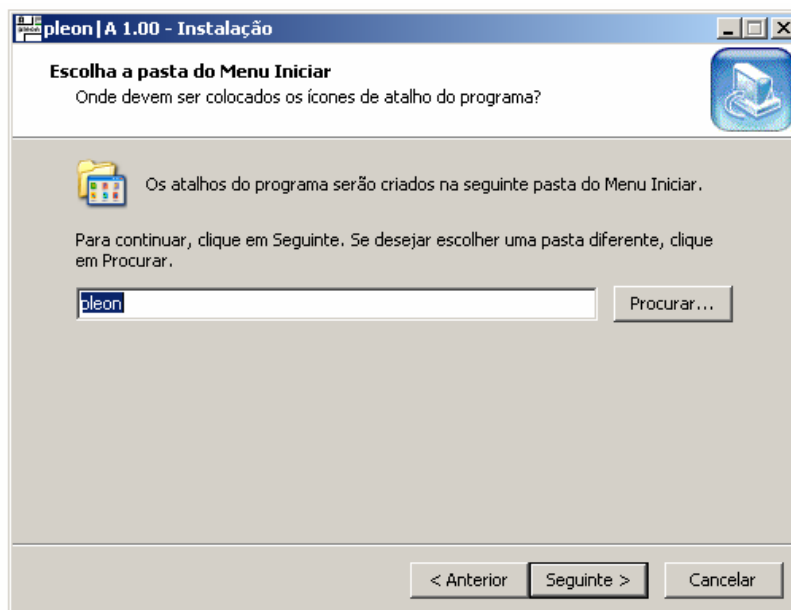 pleon|A 1.00 - Instalação
Escolha a pasta do Menu Iniciar
Onde devem ser colocados os ícones de atalho do programa?
Os atalhos do programa serão criados na seguinte pasta do Menu Iniciar.
Para continuar, clique em Seguinte. Se desejar escolher uma pasta diferente, clique
em Procurar.
pleon
Procurar...
< Anterior
Seguinte >
Cancelar